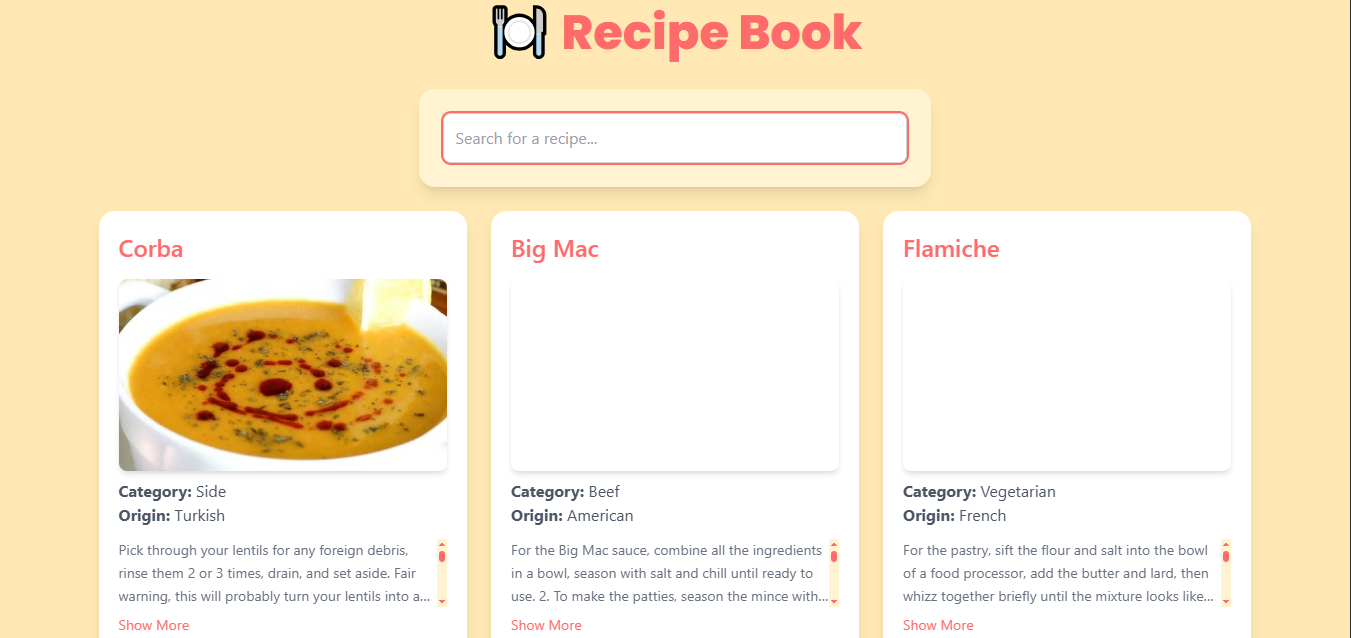 Recipe Book
Search for a recipe...
Corba
Category: Side
Origin: Turkish
Pick through your lentils for any foreign debris,
rinse them 2 or 3 times, drain, and set aside. Fair
warning, this will probably turn your lentils into a...
Show More
Big Mac
Category: Beef
Origin: American
For the Big Mac sauce, combine all the ingredients
in a bowl, season with salt and chill until ready to
use. 2. To make the patties, season the mince with...
Show More
Flamiche
Category: Vegetarian
Origin: French
For the pastry, sift the flour and salt into the bowl
of a food processor, add the butter and lard, then
whizz together briefly until the mixture looks like...
Show More